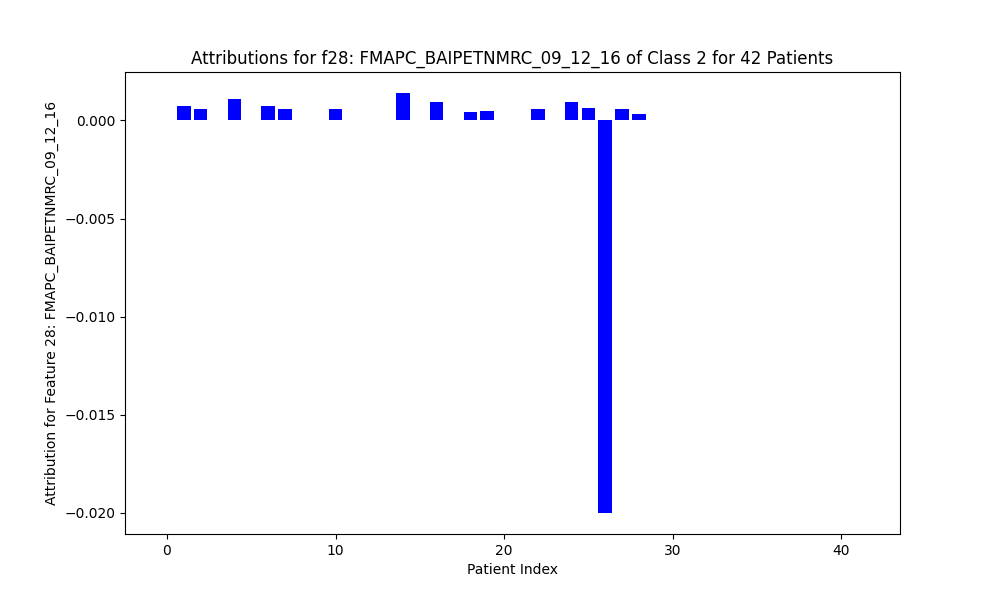 Attributions for f28: FMAPC_BAIPETNMRC_09_12_16 of Class 2 for 42 Patients
Attribution for Feature 28: FMAPC_BAIPETNMRC_09_12_16
0.000
−0.005
−0.010
−0.015
−0.020
0 10 20 30 40
Patient Index